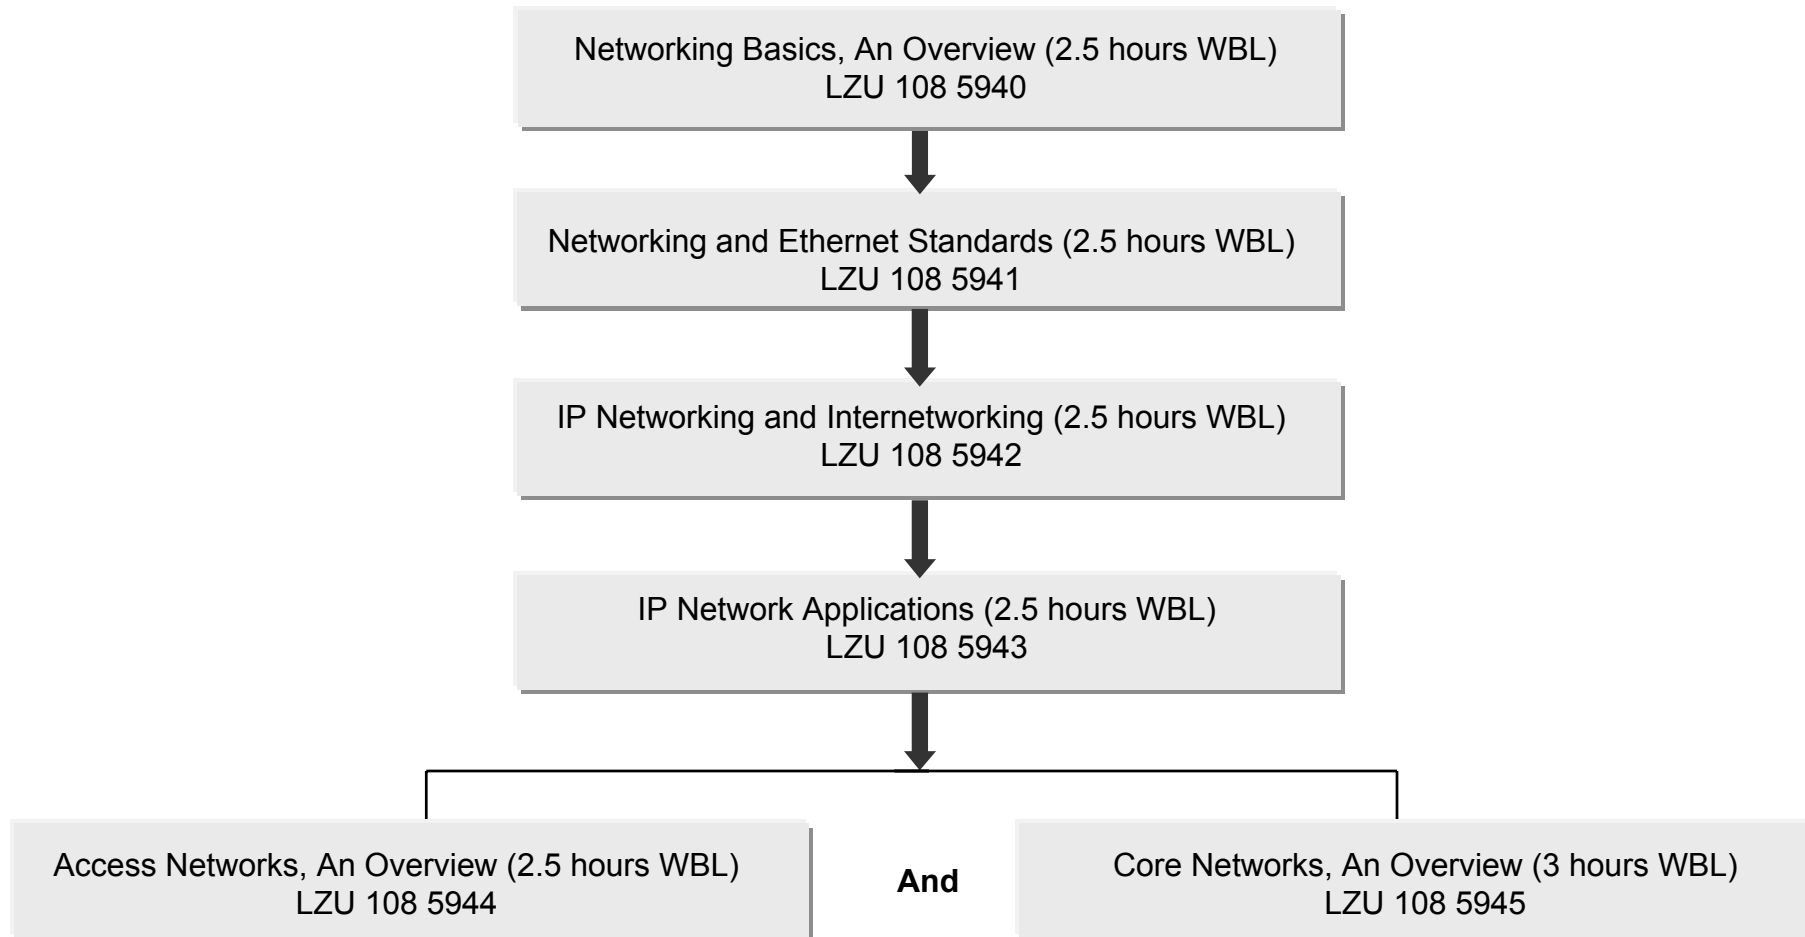 Networking Basics, An Overview (2.5 hours WBL)
LZU 108 5940
Networking and Ethernet Standards (2.5 hours WBL)
LZU 108 5941
IP Networking and Internetworking (2.5 hours WBL)
LZU 108 5942
IP Network Applications (2.5 hours WBL)
LZU 108 5943
Access Networks, An Overview (2.5 hours WBL)
LZU 108 5944
And
Core Networks, An Overview (3 hours WBL)
LZU 108 5945